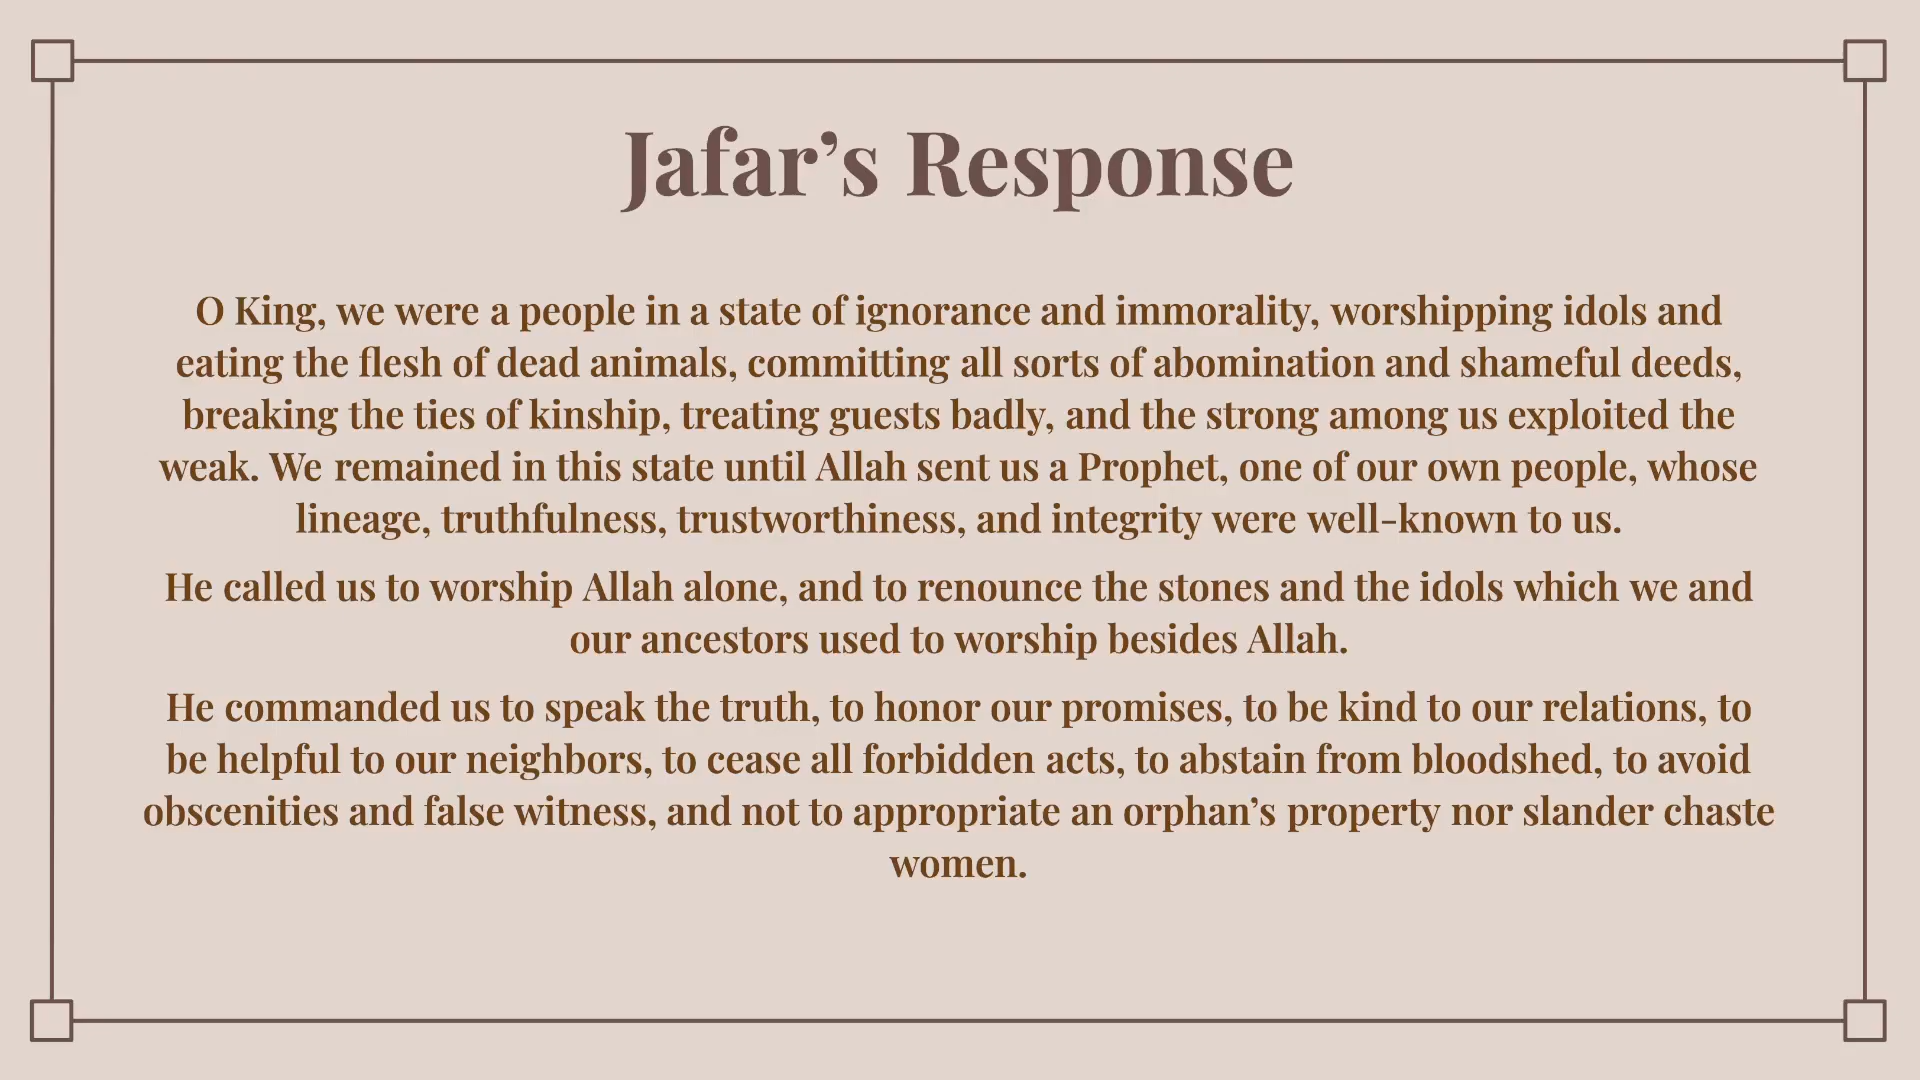 Jafar’s Response
O King, we were a people in a state of ignorance and immorality, worshipping idols and
eating the flesh of dead animals, committing all sorts of abomination and shameful deeds,
breaking the ties of kinship, treating guests badly, and the strong among us exploited the
weak. We remained in this state until Allah sent us a Prophet, one of our own people, whose
lineage, truthfulness, trustworthiness, and integrity were well-known to us.
He called us to worship Allah alone, and to renounce the stones and the idols which we and
our ancestors used to worship besides Allah.
He commanded us to speak the truth, to honor our promises, to be kind to our relations, to
be helpful to our neighbors, to cease all forbidden acts, to abstain from bloodshed, to avoid
obscenities and false witness, and not to appropriate an orphan’s property nor slander chaste
women.